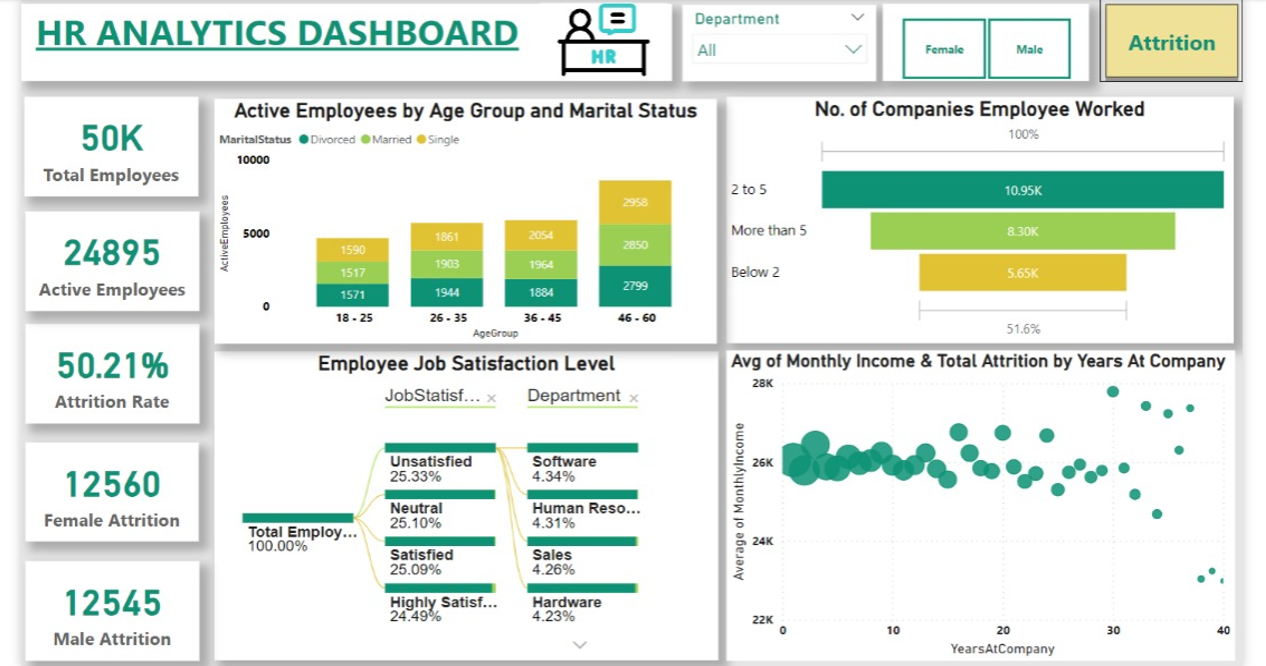 HR ANALYTICS DASHBOARD
HR
Department
All
Female
Male
Attrition
50K
Total Employees
24895
Active Employees
50.21%
Attrition Rate
12560
Female Attrition
12545
Male Attrition
Active Employees by Age Group and Marital Status
MaritalStatus Divorced Married Single
ActiveEmployees
10000
5000
0
1590
1517
1571
1861
1903
1944
2054
1964
1884
2958
2850
2799
18 - 25
26 - 35
36 - 45
46 - 60
AgeGroup
No. of Companies Employee Worked
100%
2 to 5
10.95K
More than 5
8.30K
Below 2
5.65K
51.6%
Employee Job Satisfaction Level
JobStatisf... ×
Department ×
Total Employ...
100.00%
Unsatisfied
25.33%
Neutral
25.10%
Satisfied
25.09%
Highly Satisf...
24.49%
Software
4.34%
Human Reso...
4.31%
Sales
4.26%
Hardware
4.23%
Avg of Monthly Income & Total Attrition by Years At Company
Average of MonthlyIncome
28K
26K
24K
22K
0
10
20
30
40
YearsAtCompany